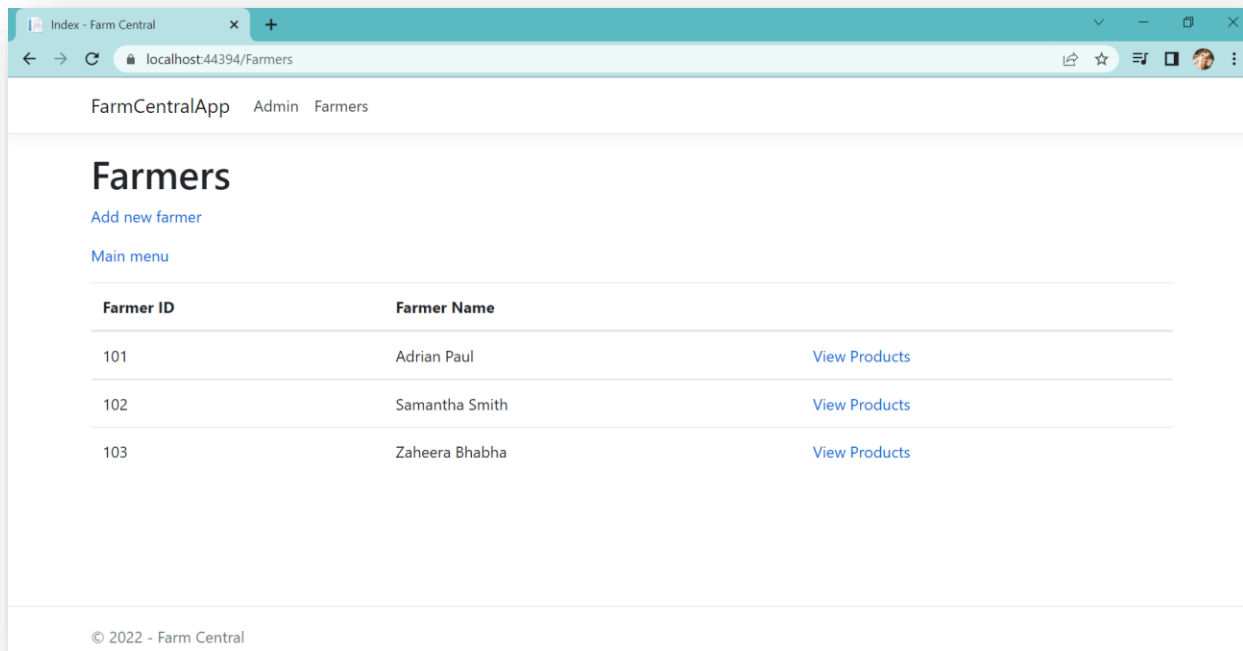 Index - Farm Central
localhost:44394/Farmers
FarmCentralApp Admin Farmers
Farmers
Add new farmer
Main menu
Farmer ID Farmer Name
101 Adrian Paul View Products
102 Samantha Smith View Products
103 Zaheera Bhabha View Products
© 2022 - Farm Central